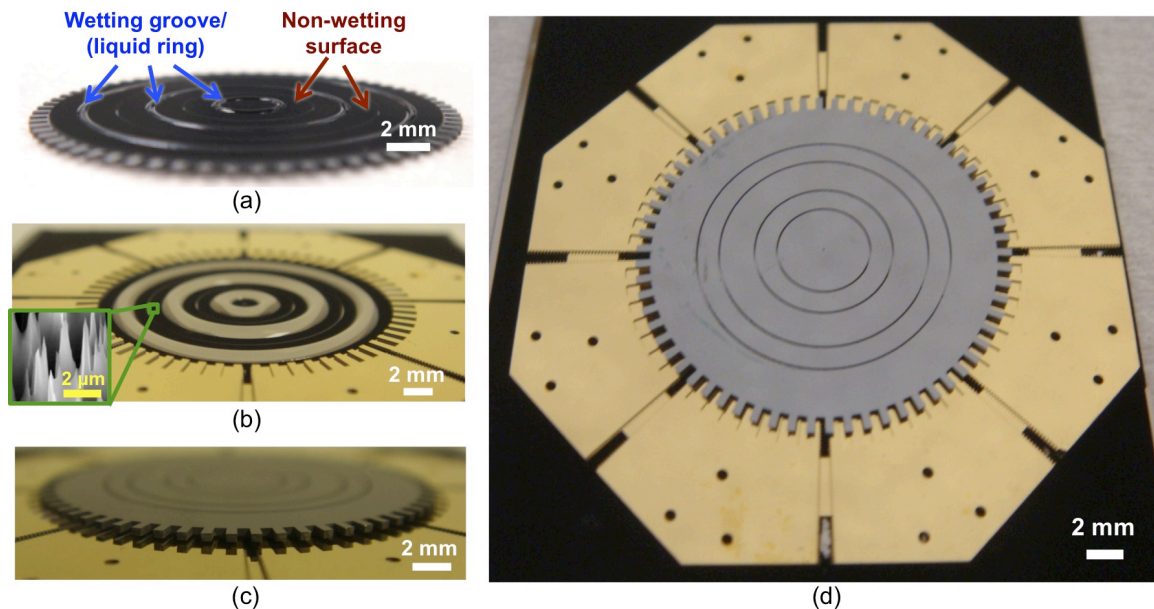 Wetting groove/
(liquid ring)
Non-wetting
surface
2 mm
(a)
2 µm
2 mm
(b)
2 mm
(c)
2 mm
(d)